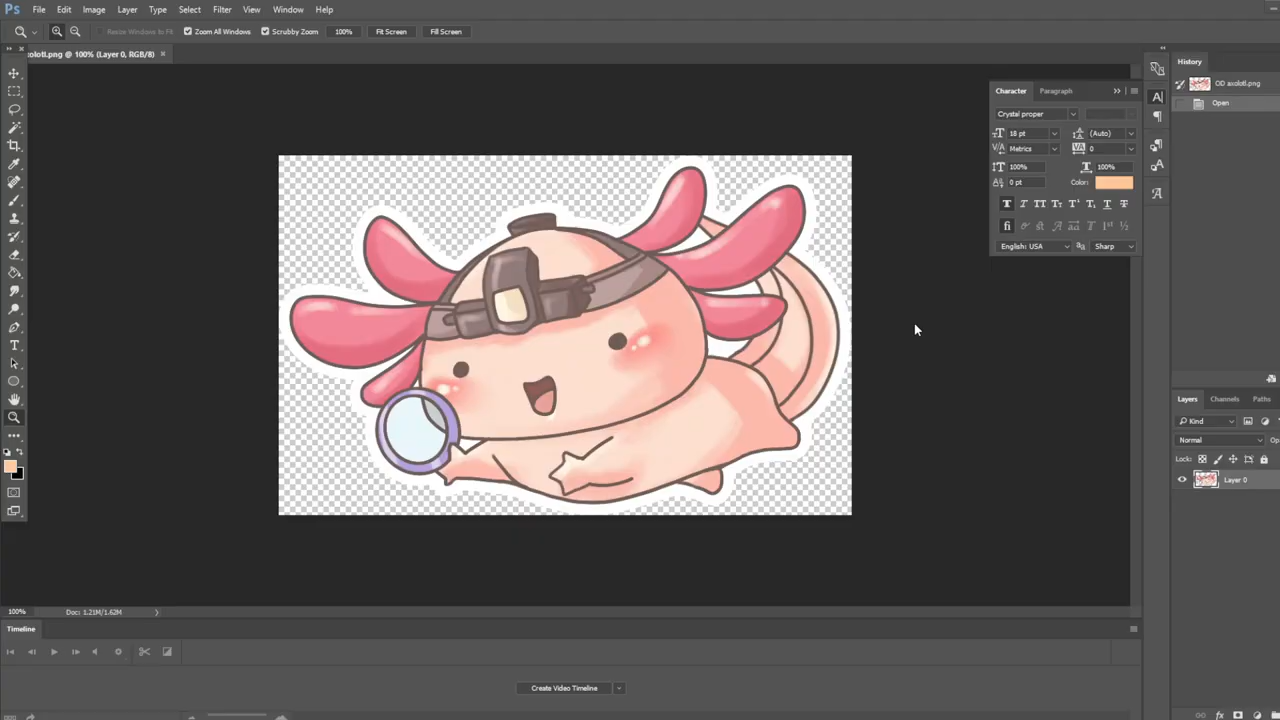 Ps File Edit Image Layer Type Select Filter View Window Help
Resize Windows to Fit Zoom All Windows Scrubby Zoom 100% Fit Screen Fill Screen
xolotl.png @ 100% (Layer 0, RGB/8)
History
OD axolotl.png
Open
Character Paragraph
Crystal proper
18 pt (Auto)
Metrics 0
100% 100%
0 pt Color:
English: USA Sharp
Layers Channels Paths
Kind
Normal Op
Lock:
Layer 0
100% Doc: 1.21M/1.62M
Timeline
Create Video Timeline